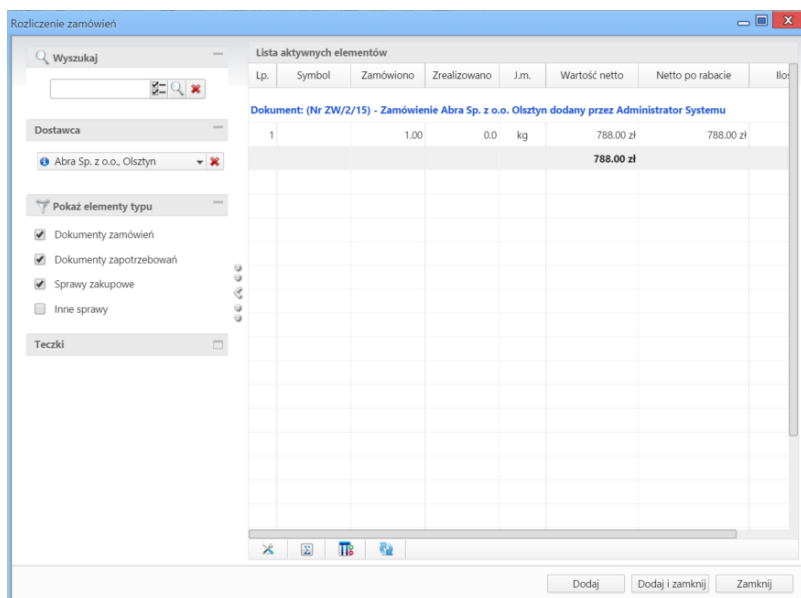 Rozliczenie zamówień
Wyszukaj
Dostawca
Abra Sp. z o.o., Olsztyn
Pokaż elementy typu
Dokumenty zamówień
Dokumenty zapotrzebowań
Sprawy zakupowe
Inne sprawy
Teczki
Lista aktywnych elementów
Lp. Symbol Zamówiono Zrealizowano J.m. Wartość netto Netto po rabacie Iloś
Dokument: (Nr ZW/2/15) - Zamówienie Abra Sp. z o.o. Olsztyn dodany przez Administrator Systemu
1 1.00 0.0 kg 788.00 zł 788.00 zł
788.00 zł
Dodaj Dodaj i zamknij Zamknij